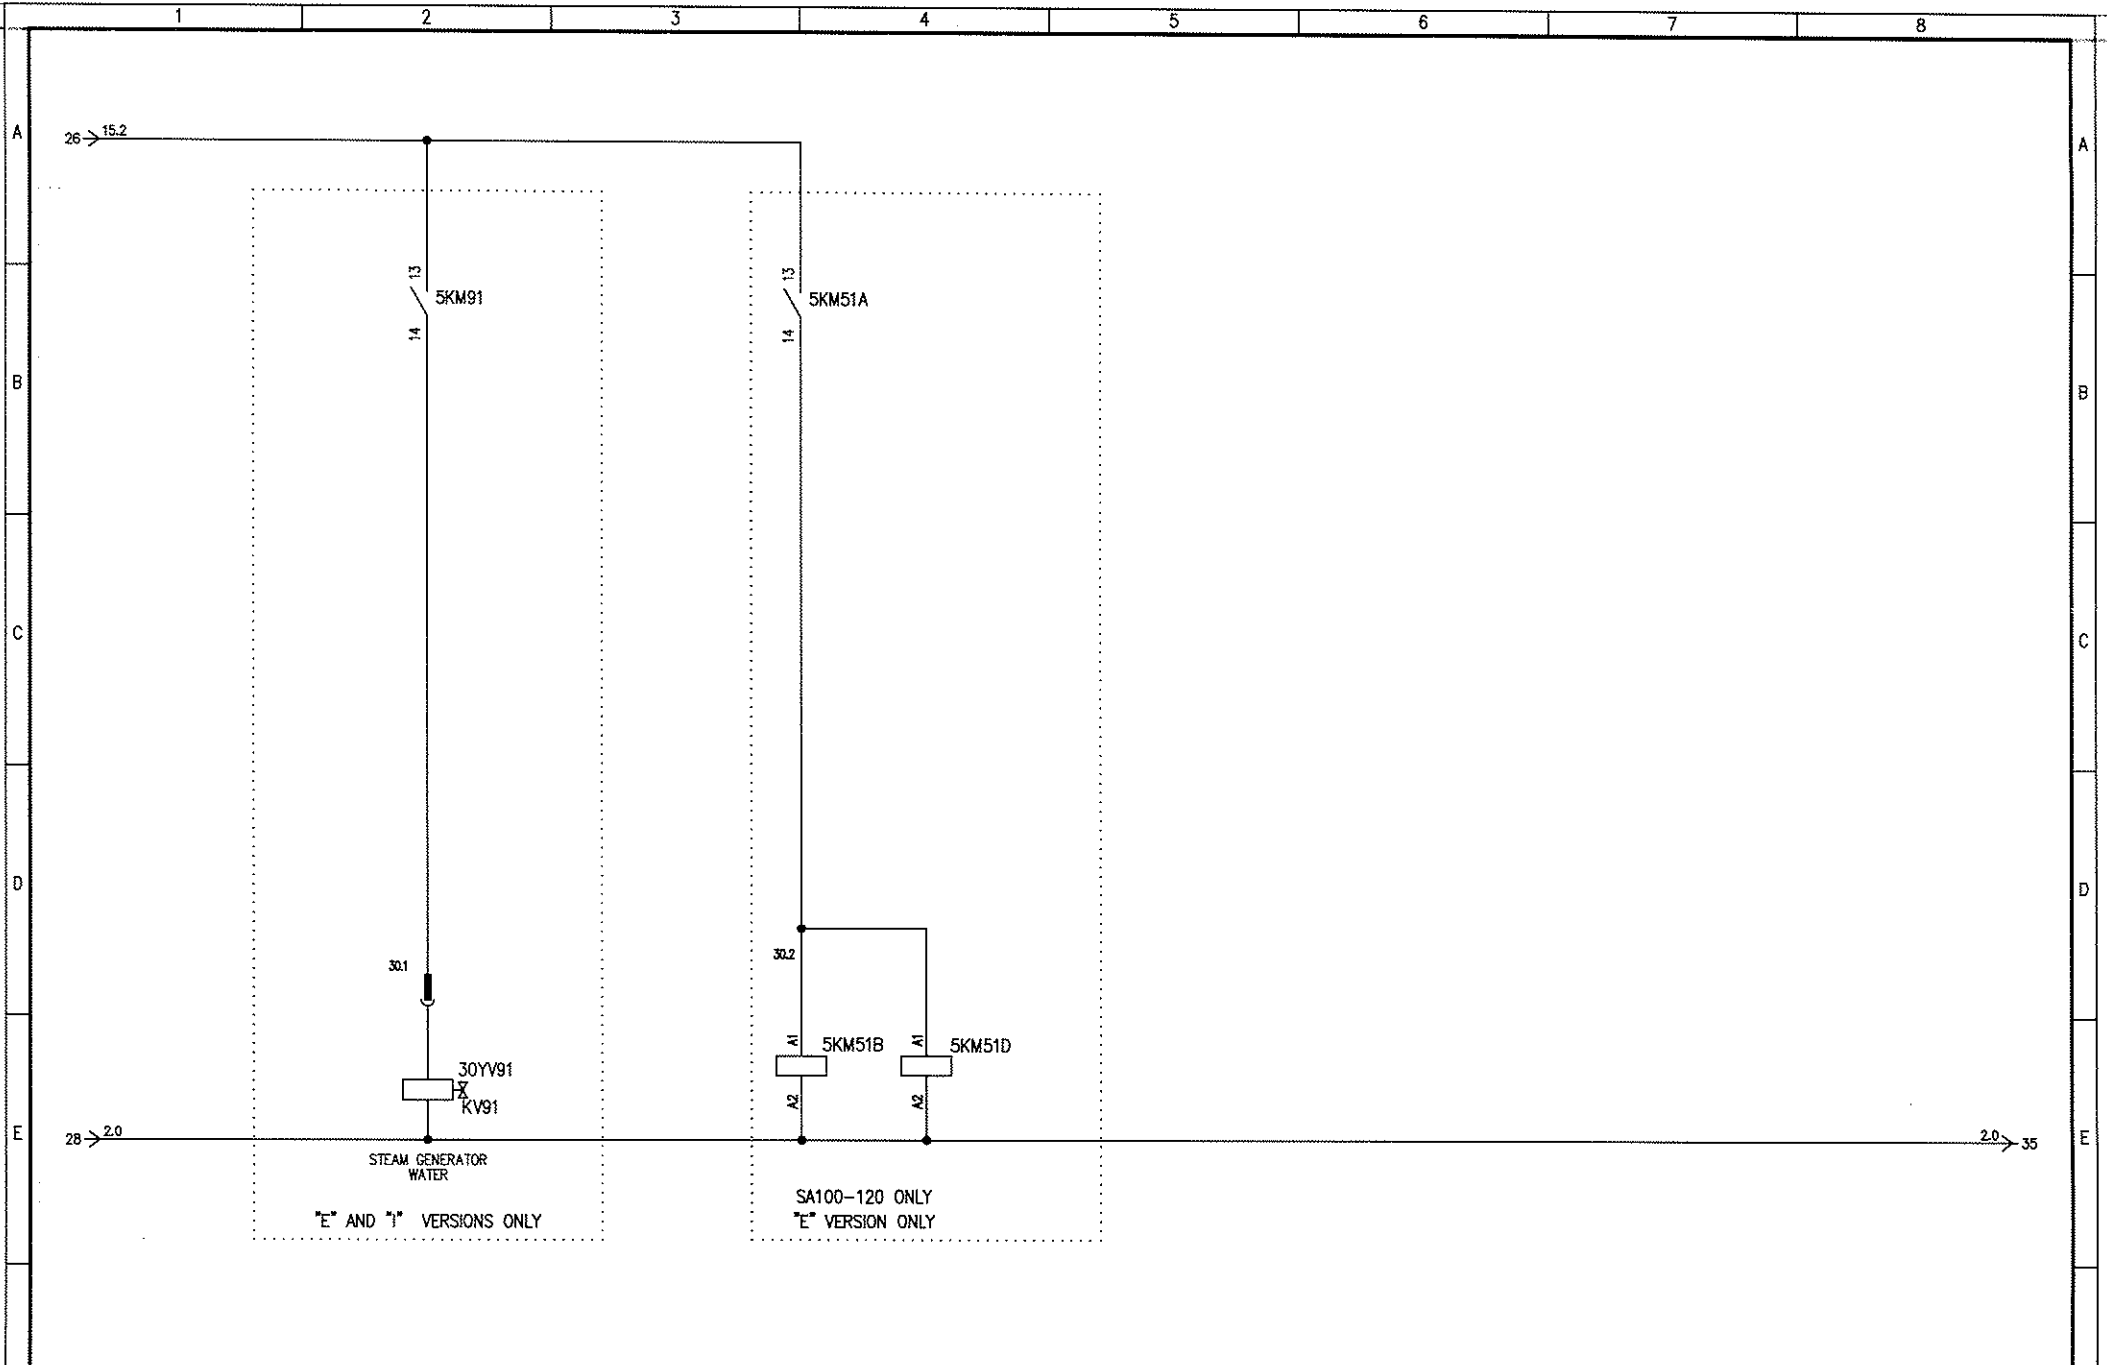 1 2 3 4 5 6 7 8
A A
26 15.2
13 13
5KM91 5KM51A
14 14
B B
C C
D D
30.1 30.2
A1 5KM51B A1 5KM51D
30YV91
KV91
A2 A2
E E
28 2.0 2.0 35
STEAM GENERATOR
WATER
"E" AND "I" VERSIONS ONLY
SA100-120 ONLY
"E" VERSION ONLY